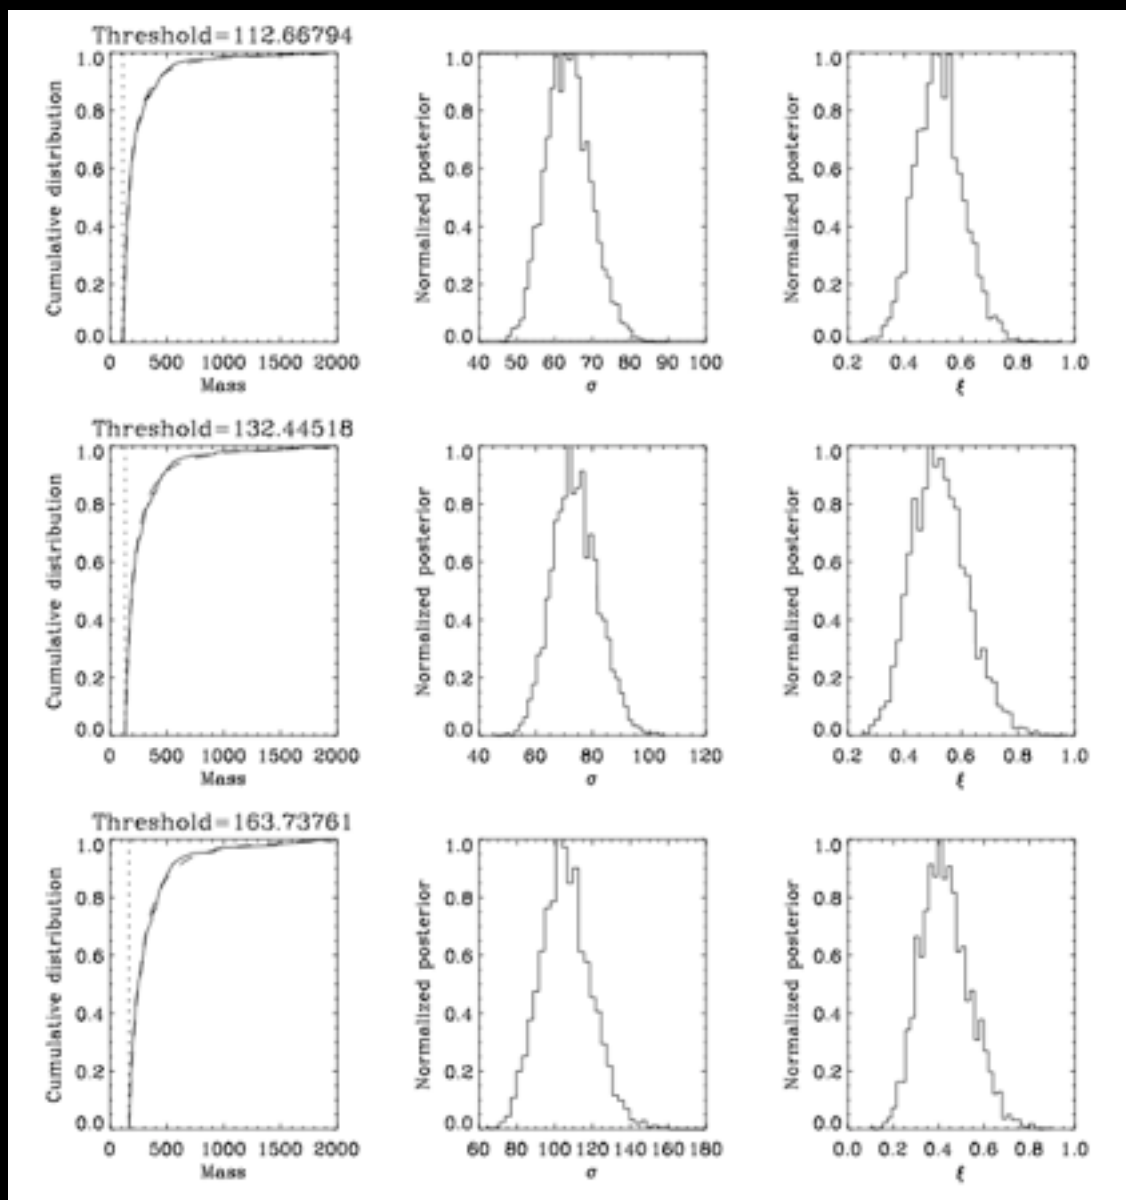 Threshold=112.66794
Cumulative distribution
1.0
0.8
0.6
0.4
0.2
0.0
0 500 1000 1500 2000
Mass
Normalized posterior
1.0
0.8
0.6
0.4
0.2
0.0
40 50 60 70 80 90 100
σ
Normalized posterior
1.0
0.8
0.6
0.4
0.2
0.0
0.2 0.4 0.6 0.8 1.0
ξ
Threshold=132.44518
Cumulative distribution
1.0
0.8
0.6
0.4
0.2
0.0
0 500 1000 1500 2000
Mass
Normalized posterior
1.0
0.8
0.6
0.4
0.2
0.0
40 60 80 100 120
σ
Normalized posterior
1.0
0.8
0.6
0.4
0.2
0.0
0.2 0.4 0.6 0.8 1.0
ξ
Threshold=163.73761
Cumulative distribution
1.0
0.8
0.6
0.4
0.2
0.0
0 500 1000 1500 2000
Mass
Normalized posterior
1.0
0.8
0.6
0.4
0.2
0.0
60 80 100 120 140 160 180
σ
Normalized posterior
1.0
0.8
0.6
0.4
0.2
0.0
0.0 0.2 0.4 0.6 0.8 1.0
ξ